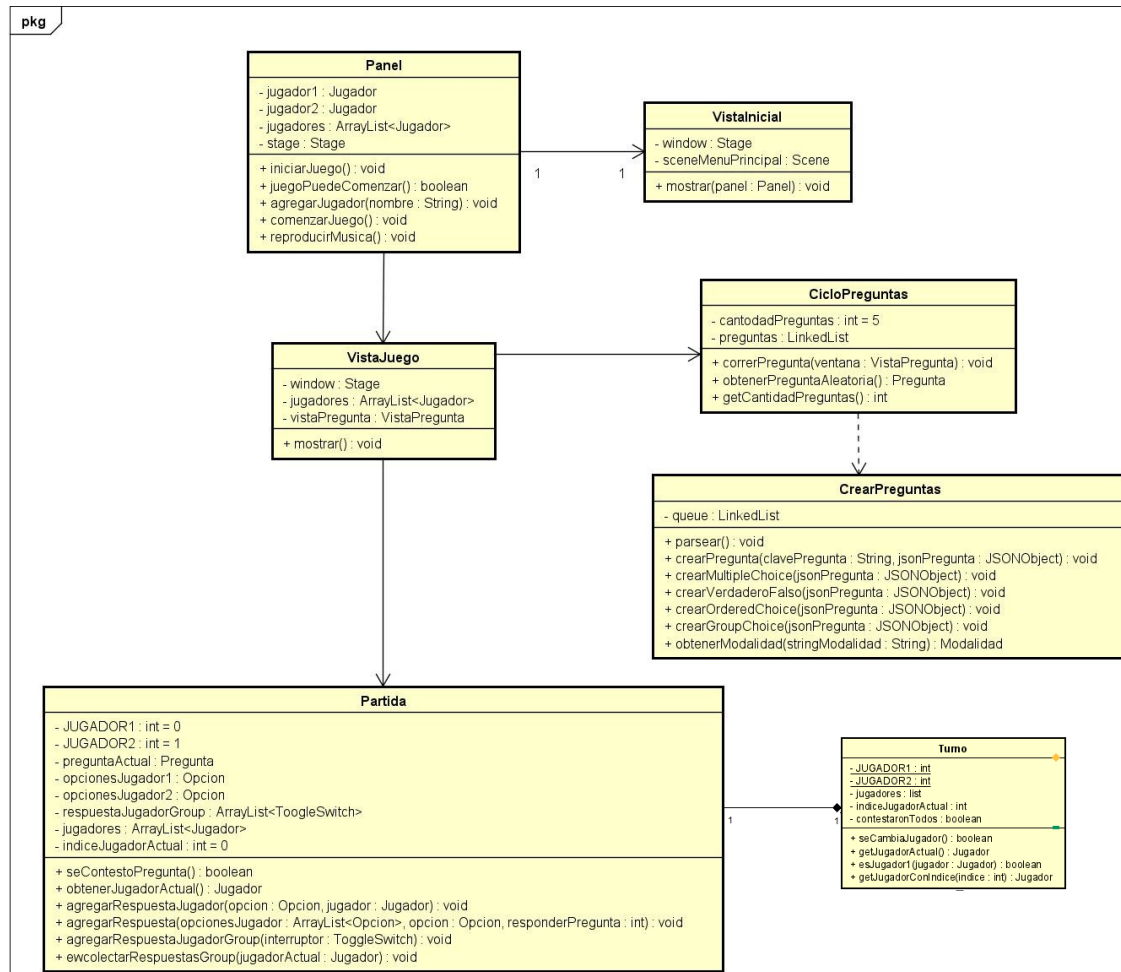 pkg
Panel
- jugador1 : Jugador
- jugador2 : Jugador
- jugadores : ArrayList<Jugador>
- stage : Stage
+ iniciarJuego() : void
+ juegoPuedeComenzar() : boolean
+ agregarJugador(nombre : String) : void
+ comenzarJuego() : void
+ reproducirMusica() : void
1
1
VistaInicial
- window : Stage
- sceneMenuPrincipal : Scene
+ mostrar(panel : Panel) : void
VistaJuego
- window : Stage
- jugadores : ArrayList<Jugador>
- vistaPregunta : VistaPregunta
+ mostrar() : void
CicloPreguntas
- cantodadPreguntas : int = 5
- preguntas : LinkedList
+ correrPregunta(ventana : VistaPregunta) : void
+ obtenerPreguntaAleatoria() : Pregunta
+ getCantidadPreguntas() : int
CrearPreguntas
- queue : LinkedList
+ parsear() : void
+ crearPregunta(clavePregunta : String, jsonPregunta : JSONObject) : void
+ crearMultipleChoice(jsonPregunta : JSONObject) : void
+ crearVerdaderoFalso(jsonPregunta : JSONObject) : void
+ crearOrderedChoice(jsonPregunta : JSONObject) : void
+ crearGroupChoice(jsonPregunta : JSONObject) : void
+ obtenerModalidad(stringModalidad : String) : Modalidad
Partida
- JUGADOR1 : int = 0
- JUGADOR2 : int = 1
- preguntaActual : Pregunta
- opcionesJugador1 : Opcion
- opcionesJugador2 : Opcion
- respuestaJugadorGroup : ArrayList<ToogleSwitch>
- jugadores : ArrayList<Jugador>
- indiceJugadorActual : int = 0
+ seContestoPregunta() : boolean
+ obtenerJugadorActual() : Jugador
+ agregarRespuestaJugador(opcion : Opcion, jugador : Jugador) : void
+ agregarRespuesta(opcionesJugador : ArrayList<Opcion>, opcion : Opcion, responderPregunta : int) : void
+ agregarRespuestaJugadorGroup(interruptor : ToggleSwitch) : void
+ ewcolectarRespuestasGroup(jugadorActual : Jugador) : void
1
1
Turno
- JUGADOR1 : int
- JUGADOR2 : int
- jugadores : list
- indiceJugadorActual : int
- contestaronTodos : boolean
+ seCambiaJugador() : boolean
+ getJugadorActual() : Jugador
+ esJugador1(jugador : Jugador) : boolean
+ getJugadorConIndice(indice : int) : Jugador